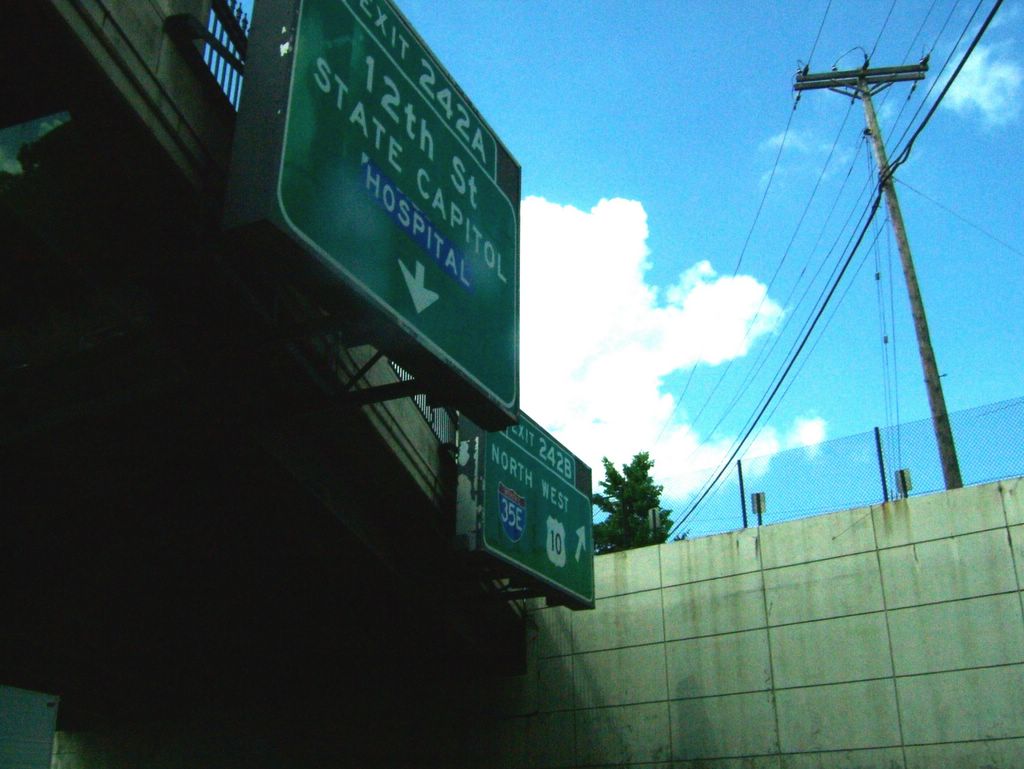 EXIT 242A
12th St
STATE CAPITOL
HOSPITAL
EXIT 242B
NORTH WEST
35E
10